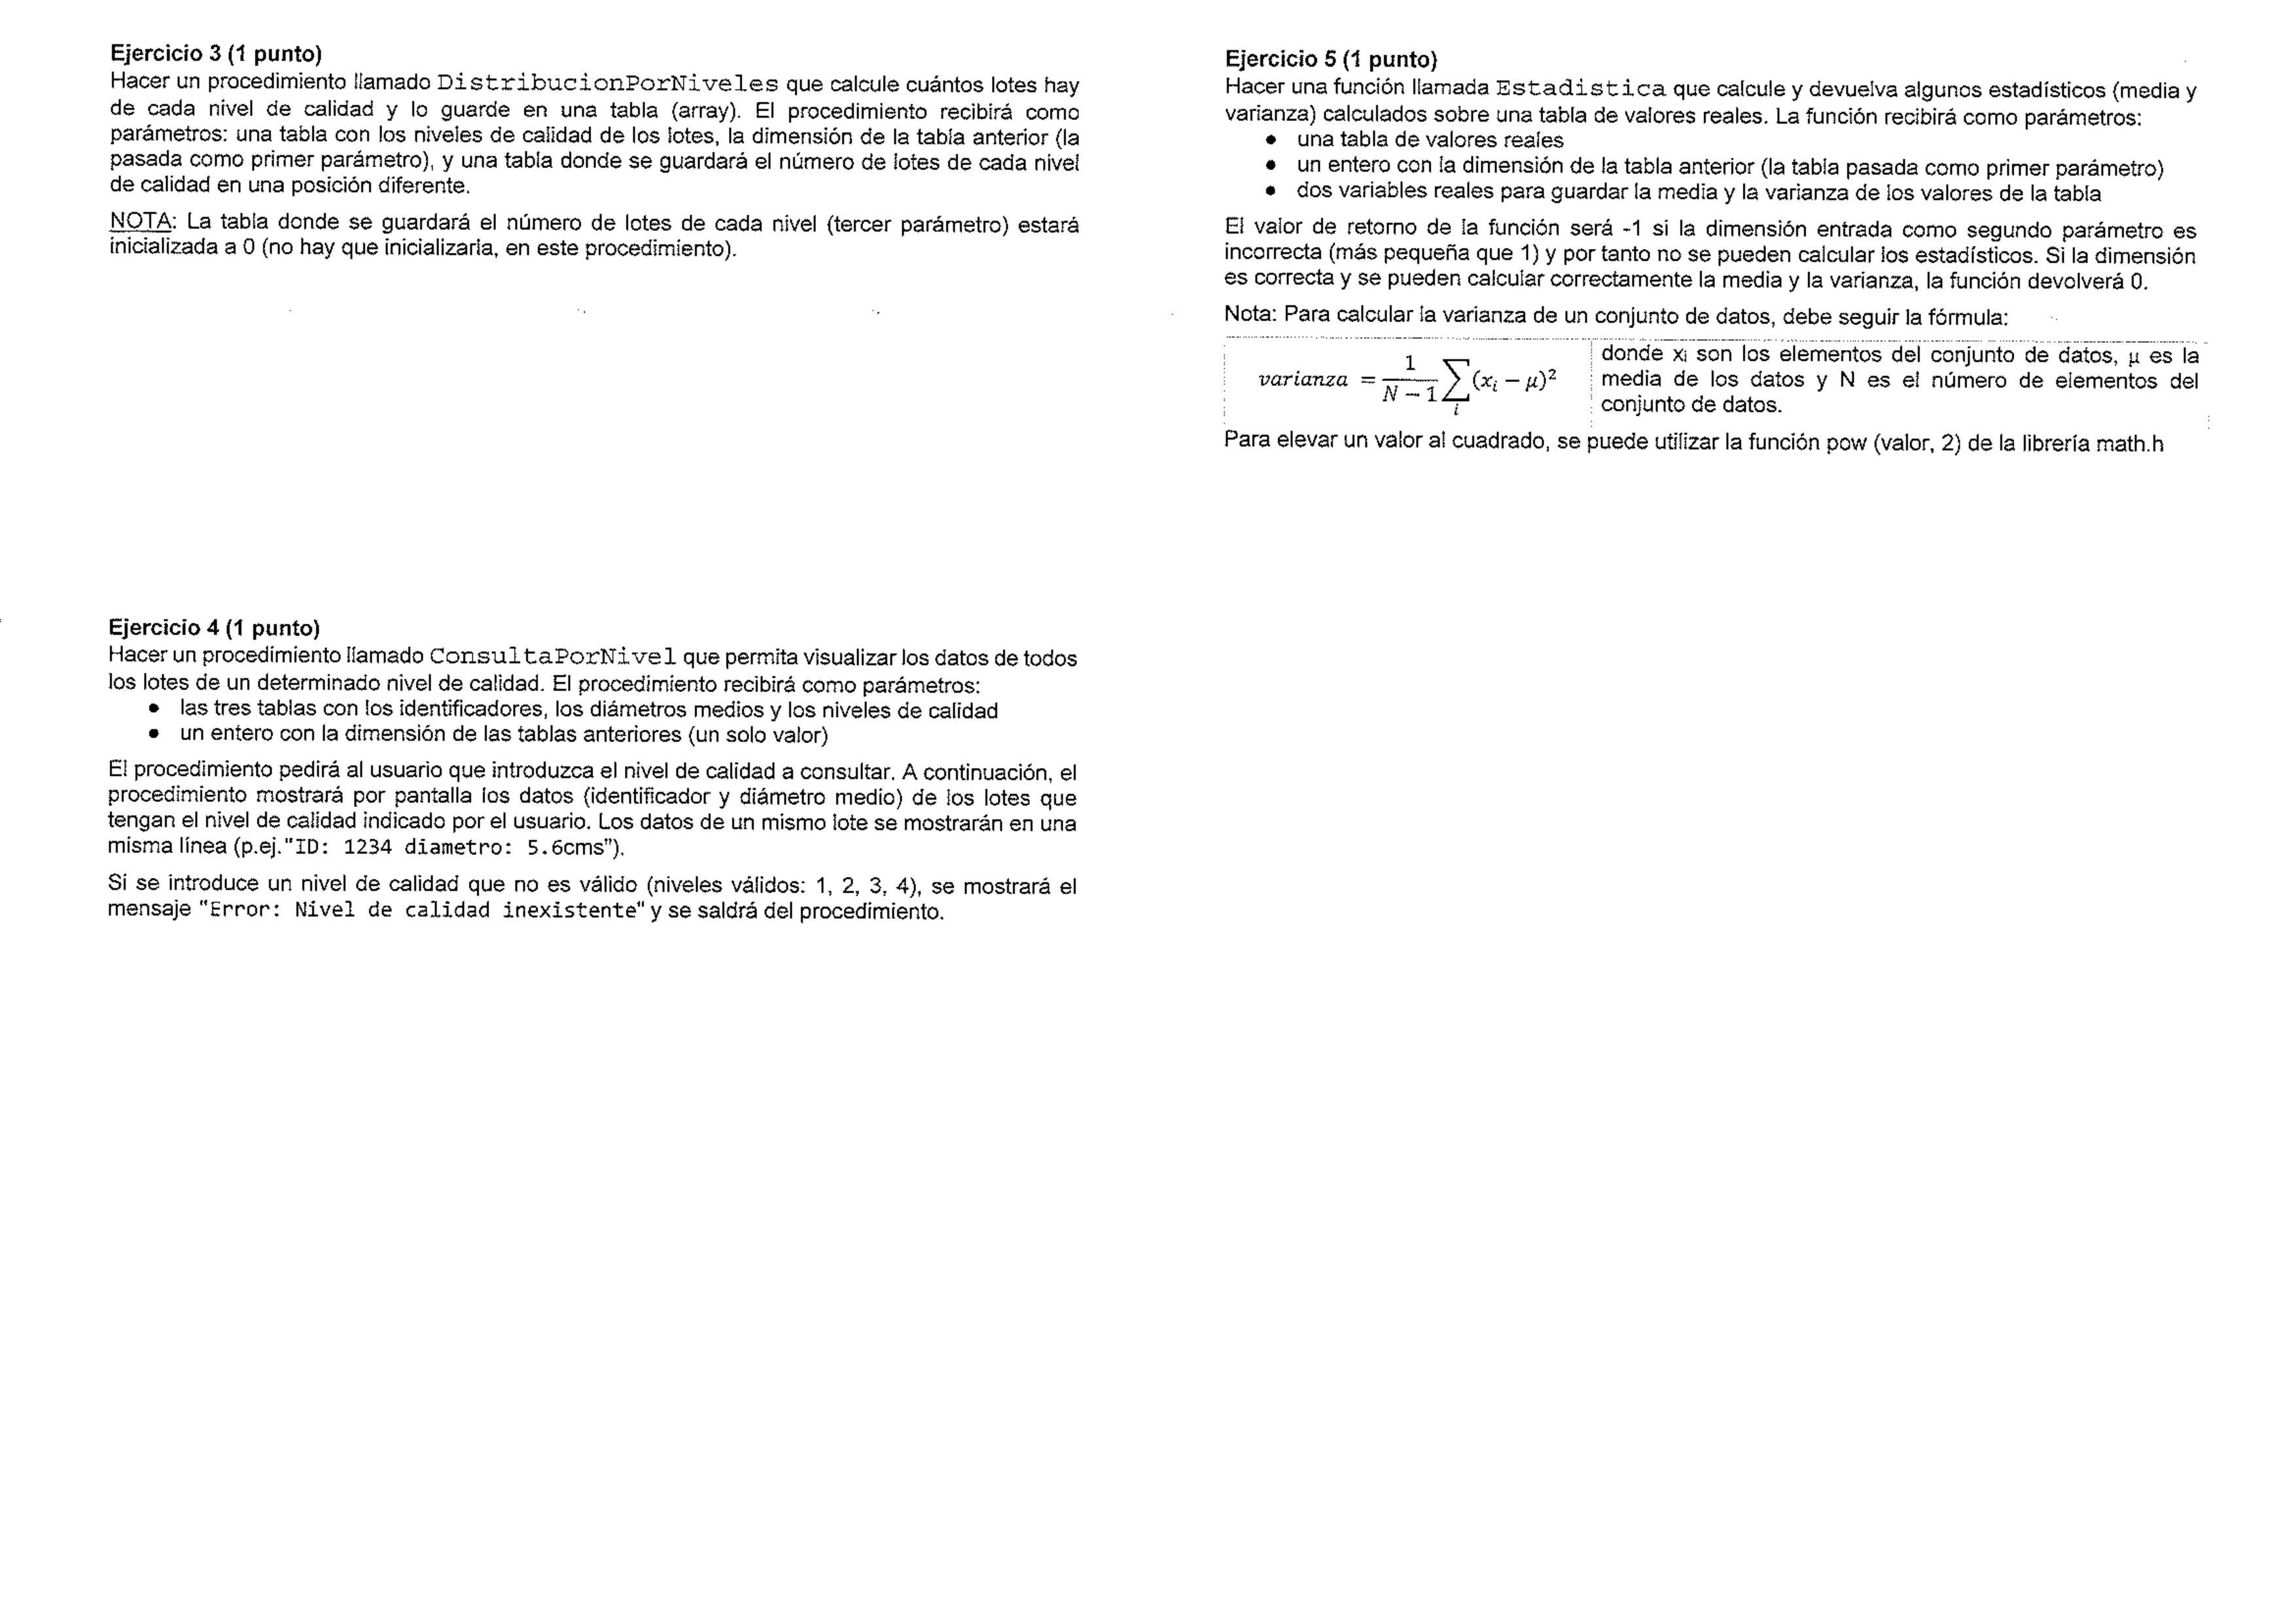 Ejercicio 3 (1 punto)
Hacer un procedimiento llamado DistribucionPorNiveles que calcule cuántos lotes hay
de cada nivel de calidad y lo guarde en una tabla (array). El procedimiento recibirá como
parámetros: una tabla con los niveles de calidad de los lotes, la dimensión de la tabla anterior (la
pasada como primer parámetro), y una tabla donde se guardará el número de lotes de cada nivel
de calidad en una posición diferente.
NOTA: La tabla donde se guardará el número de lotes de cada nivel (tercer parámetro) estará
inicializada a 0 (no hay que inicializarla, en este procedimiento).
Ejercicio 4 (1 punto)
Hacer un procedimiento llamado ConsultaPorNivel que permita visualizar los datos de todos
los lotes de un determinado nivel de calidad. El procedimiento recibirá como parámetros:
• las tres tablas con los identificadores, los diámetros medios y los niveles de calidad
• un entero con la dimensión de las tablas anteriores (un solo valor)
El procedimiento pedirá al usuario que introduzca el nivel de calidad a consultar. A continuación, el
procedimiento mostrará por pantalla los datos (identificador y diámetro medio) de los lotes que
tengan el nivel de calidad indicado por el usuario. Los datos de un mismo lote se mostrarán en una
misma línea (p.ej."ID: 1234 diametro: 5.6cms").
Si se introduce un nivel de calidad que no es válido (niveles válidos: 1, 2, 3, 4), se mostrará el
mensaje "Error: Nivel de calidad inexistente" y se saldrá del procedimiento.
Ejercicio 5 (1 punto)
Hacer una función llamada Estadistica que calcule y devuelva algunos estadísticos (media y
varianza) calculados sobre una tabla de valores reales. La función recibirá como parámetros:
• una tabla de valores reales
• un entero con la dimensión de la tabla anterior (la tabla pasada como primer parámetro)
• dos variables reales para guardar la media y la varianza de los valores de la tabla
El valor de retorno de la función será -1 si la dimensión entrada como segundo parámetro es
incorrecta (más pequeña que 1) y por tanto no se pueden calcular los estadísticos. Si la dimensión
es correcta y se pueden calcular correctamente la media y la varianza, la función devolverá 0.
Nota: Para calcular la varianza de un conjunto de datos, debe seguir la fórmula:
varianza = 1/(N − 1) ∑i (xi − μ)²
donde xi son los elementos del conjunto de datos, μ es la
media de los datos y N es el número de elementos del
conjunto de datos.
Para elevar un valor al cuadrado, se puede utilizar la función pow (valor, 2) de la librería math.h